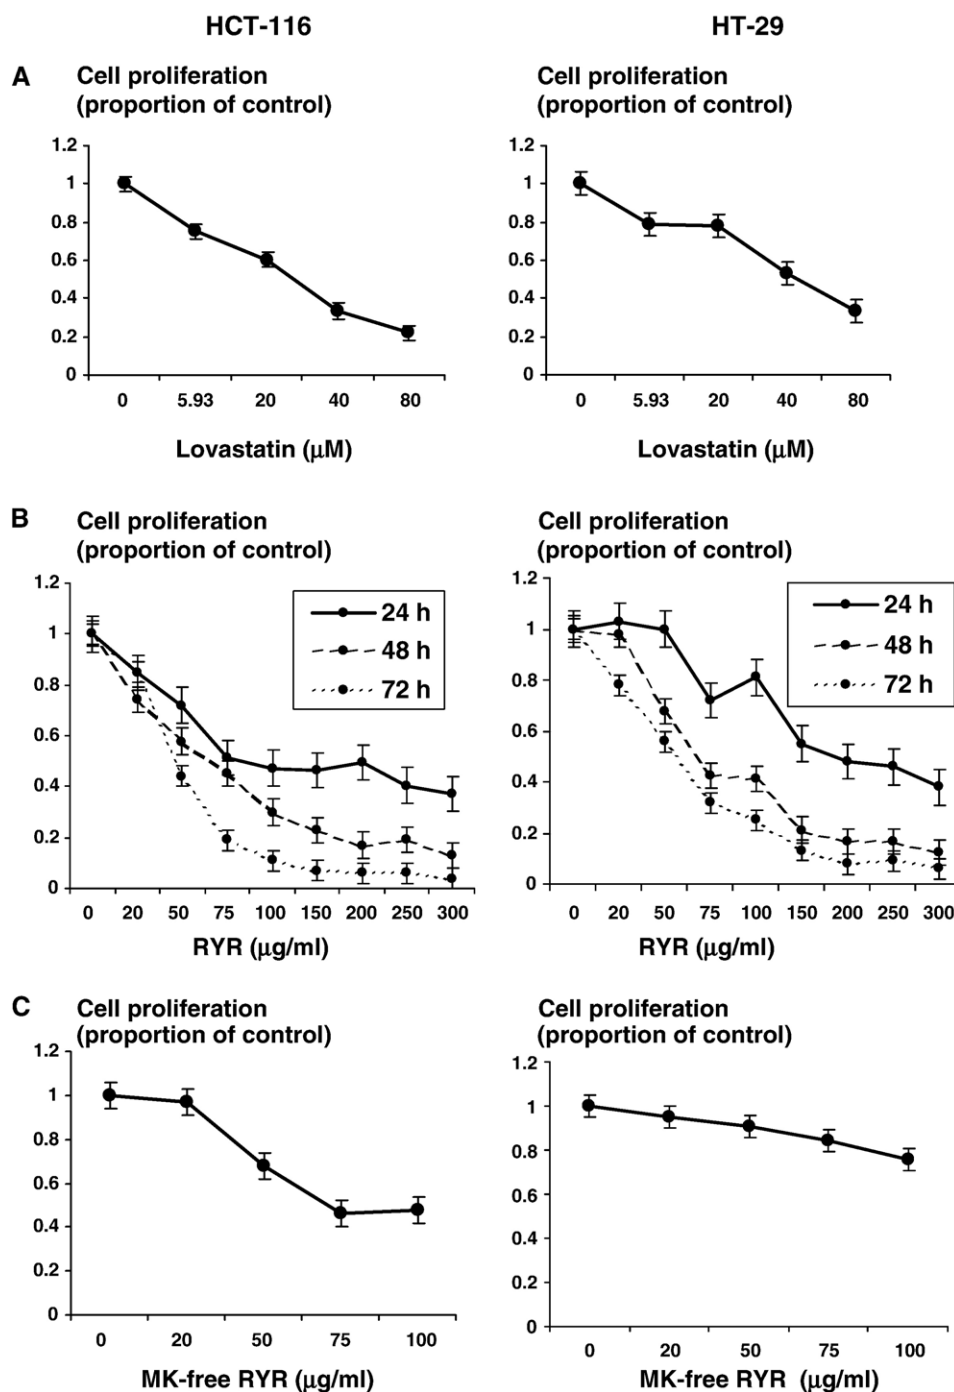 HCT-116
HT-29
A
Cell proliferation
(proportion of control)
1.2
1
0.8
0.6
0.4
0.2
0
0 5.93 20 40 80
Lovastatin (μM)
Cell proliferation
(proportion of control)
1.2
1
0.8
0.6
0.4
0.2
0
0 5.93 20 40 80
Lovastatin (μM)
B
Cell proliferation
(proportion of control)
1.2
1
0.8
0.6
0.4
0.2
0
24 h
48 h
72 h
0 20 50 75 100 150 200 250 300
RYR (μg/ml)
Cell proliferation
(proportion of control)
1.2
1
0.8
0.6
0.4
0.2
0
24 h
48 h
72 h
0 20 50 75 100 150 200 250 300
RYR (μg/ml)
C
Cell proliferation
(proportion of control)
1.2
1
0.8
0.6
0.4
0.2
0
0 20 50 75 100
MK-free RYR (μg/ml)
Cell proliferation
(proportion of control)
1.2
1
0.8
0.6
0.4
0.2
0
0 20 50 75 100
MK-free RYR (μg/ml)